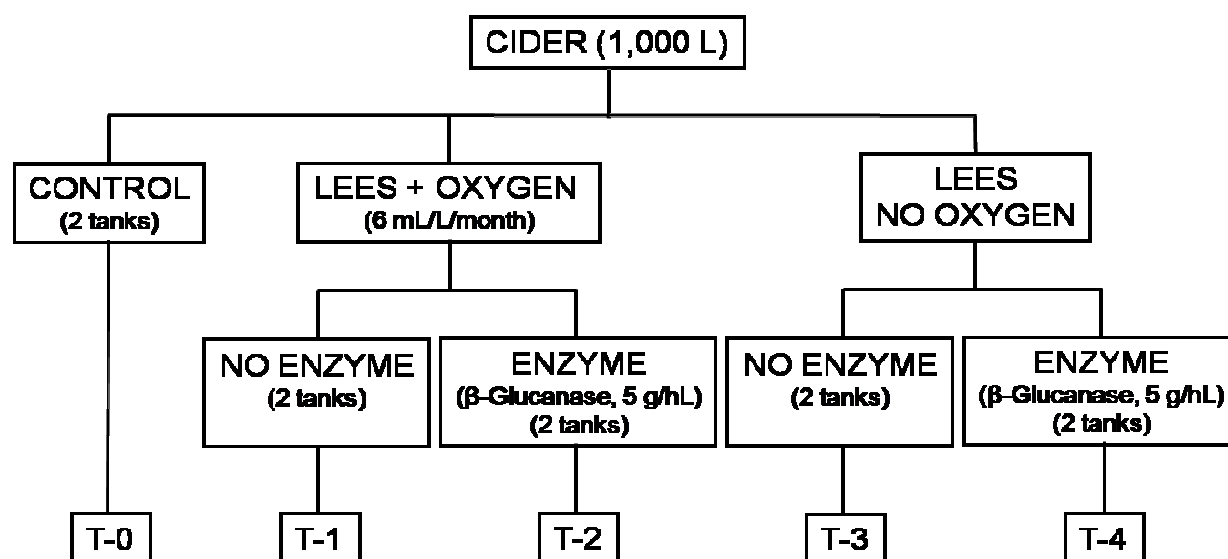 CIDER (1,000 L)
CONTROL
(2 tanks)
LEES + OXYGEN
(6 mL/L/month)
LEES
NO OXYGEN
NO ENZYME
(2 tanks)
ENZYME
(β-Glucanase, 5 g/hL)
(2 tanks)
NO ENZYME
(2 tanks)
ENZYME
(β-Glucanase, 5 g/hL)
(2 tanks)
T-0
T-1
T-2
T-3
T-4